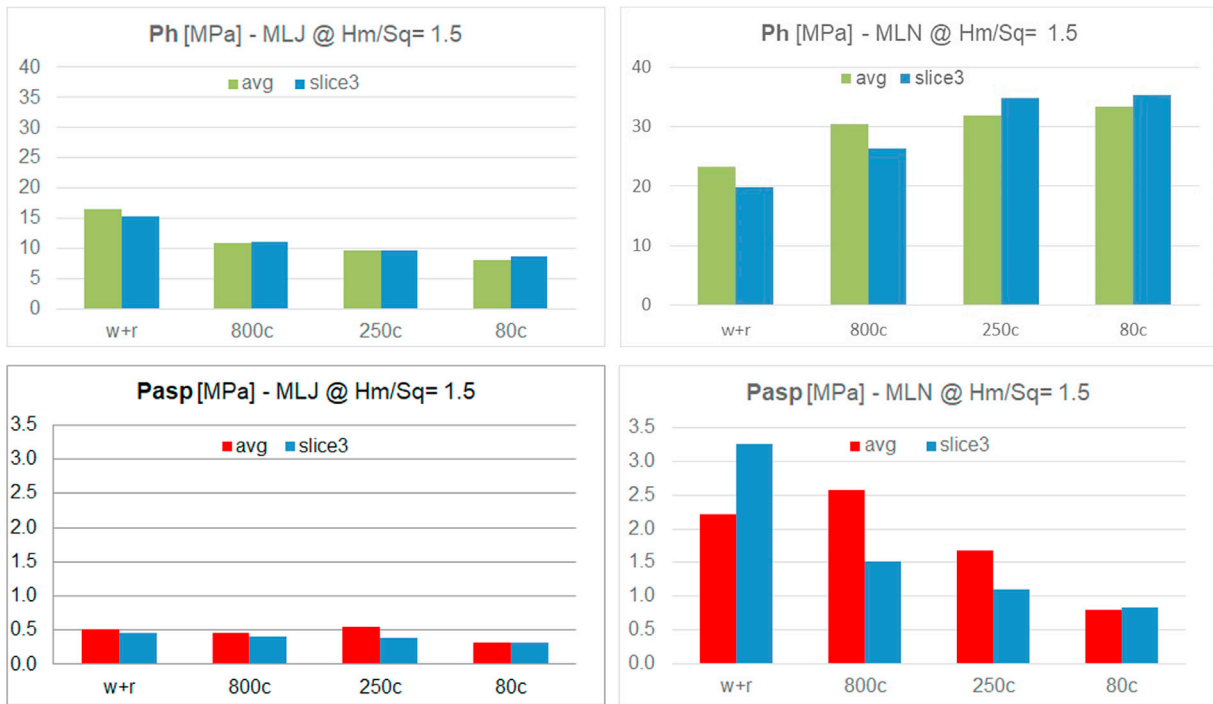 Ph [MPa] - MLJ @ Hm/Sq= 1.5
40
avg slice3
35
30
25
20
15
10
5
0
w+r 800c 250c 80c
Ph [MPa] - MLN @ Hm/Sq= 1.5
40
avg slice3
30
20
10
0
w+r 800c 250c 80c
Pasp [MPa] - MLJ @ Hm/Sq= 1.5
3.5
avg slice3
3.0
2.5
2.0
1.5
1.0
0.5
0.0
w+r 800c 250c 80c
Pasp [MPa] - MLN @ Hm/Sq= 1.5
3.5
avg slice3
3.0
2.5
2.0
1.5
1.0
0.5
0.0
w+r 800c 250c 80c